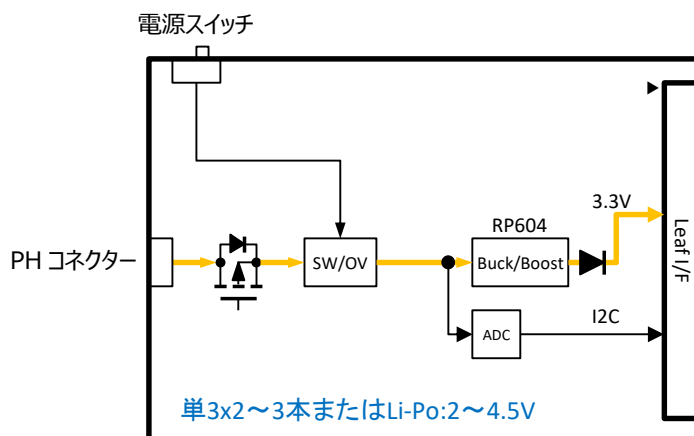 電源スイッチ
3.3V
RP604
PH コネクター
SW/OV
Buck/Boost
Leaf I/F
I2C
ADC
単3x2～3本またはLi-Po:2～4.5V